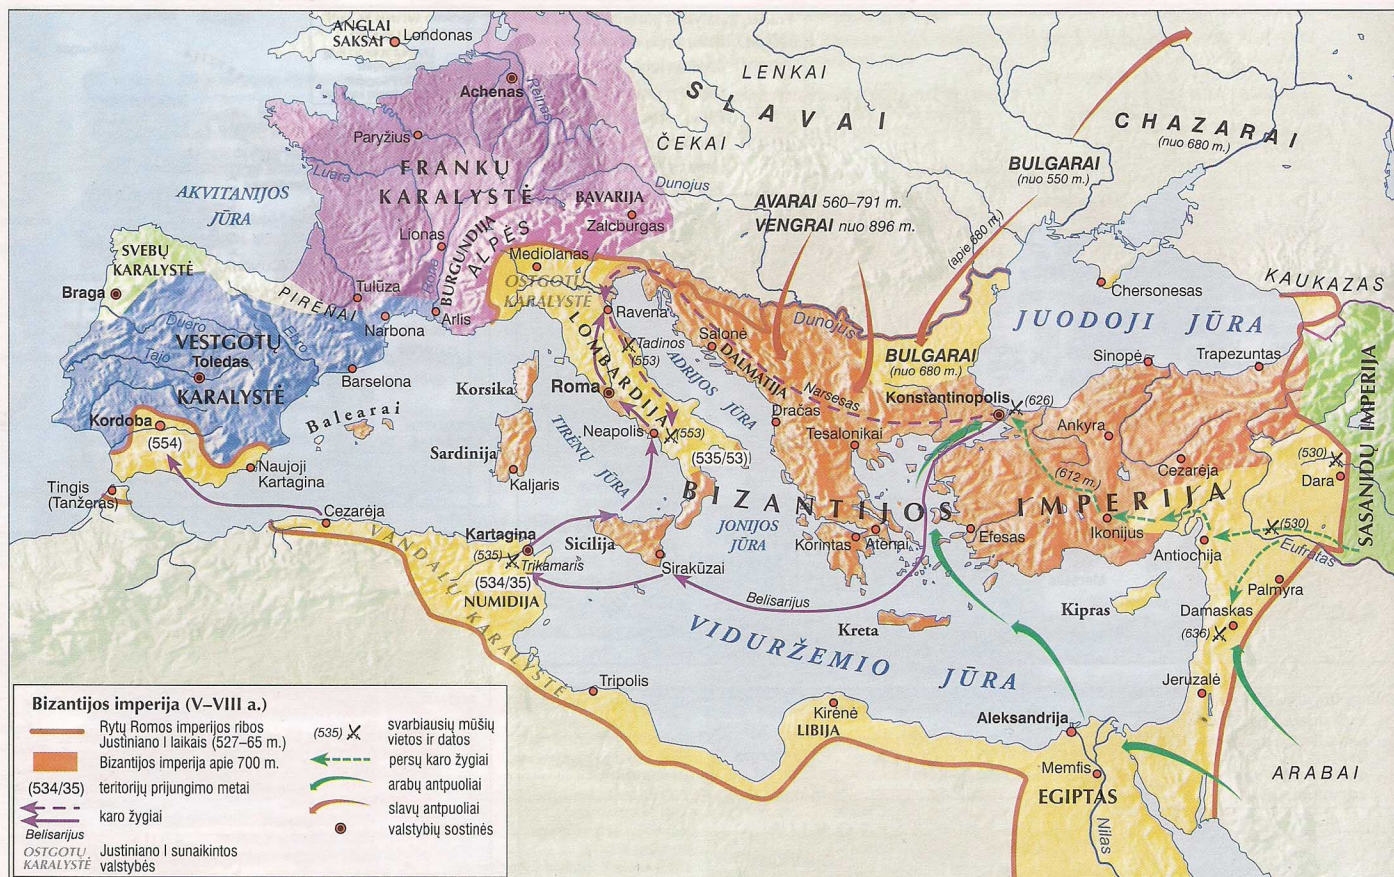 ANGLAI
SAKSAI
Londonas
Achenas
Reinas
Paryžius
Luara
FRANKŲ
KARALYSTĖ
AKVITANIJOS
JŪRA
BAVARIJA
Zalcburgas
Dunojus
Lionas
BURGUNDIJA
ALPĖS
Rona
SVEBŲ
KARALYSTĖ
Braga
PIRĖNAI
Tulūza
Narbona
Arlis
Duero
Ebro
Tajo
VESTGOTŲ
Toledas
KARALYSTĖ
Barselona
Kordoba
(554)
Balearai
Naujoji
Kartagina
Tingis
(Tanžeras)
Cezarėja
LENKAI
SLAVAI
ČEKAI
AVARAI 560–791 m.
VENGRAI nuo 896 m.
BULGARAI
(nuo 550 m.)
CHAZARAI
(nuo 680 m.)
(apie 680 m.)
KAUKAZAS
Chersonesas
JUODOJI JŪRA
Sinopė
Trapezuntas
Mediolanas
OSTGOTŲ
KARALYSTĖ
LOMBARDIJA
Ravena
Tadinos
(553)
ADRIJOS
JŪRA
Salonė
DALMATIJA
Dunojus
BULGARAI
(nuo 680 m.)
Narsesas
Konstantinopolis
(626)
Korsika
Roma
Neapolis
(553)
(535/53)
TIRĖNŲ
JŪRA
Sardinija
Kaljaris
Dračas
Tesalonikai
Ankyra
Cezarėja
(612 m.)
(530)
Dara
SASANIDŲ IMPERIJA
BIZANTIJOS IMPERIJA
JONIJOS
JŪRA
Korintas
Atėnai
Efesas
Ikonijus
Antiochija
(530)
Eufratas
Kartagina
(535)
Trikamaris
(534/35)
NUMIDIJA
VANDALŲ KARALYSTĖ
Sicilija
Sirakūzai
Belisarijus
Kreta
Kipras
Palmyra
Damaskas
(636)
VIDURŽEMIO JŪRA
Jeruzalė
Tripolis
Kirėnė
LIBIJA
Aleksandrija
Memfis
EGIPTAS
Nilas
ARABAI
Bizantijos imperija (V–VIII a.)
Rytų Romos imperijos ribos
Justiniano I laikais (527–65 m.)
Bizantijos imperija apie 700 m.
(534/35) teritorijų prijungimo metai
karo žygiai
Belisarijus
OSTGOTŲ
KARALYSTĖ
Justiniano I sunaikintos
valstybės
(535) svarbiausių mūšių
vietos ir datos
persų karo žygiai
arabų antpuoliai
slavų antpuoliai
valstybių sostinės